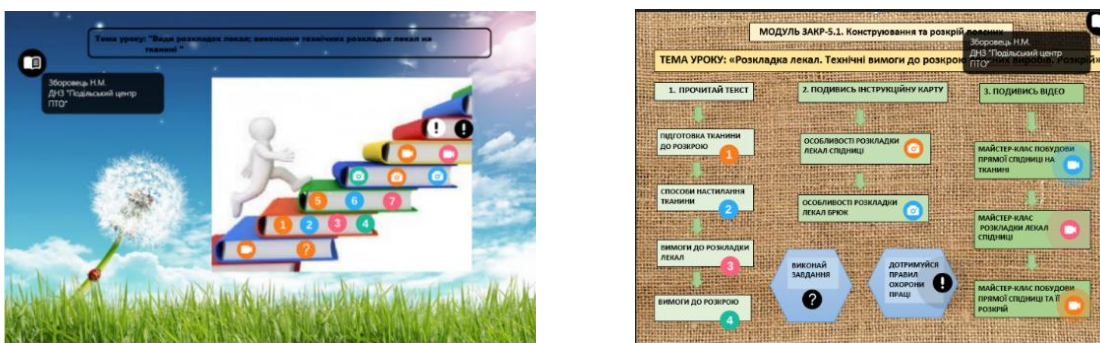 Тема уроку: "Види розкладок лекал; виконання технічних розкладок лекал на
тканині "
Зборовець Н.М.
ДНЗ "Подільський центр
ПТО"
! !
5 6 7
1 2 3 4
?
МОДУЛЬ ЗАКР-5.1. Конструювання та розкрій поясних
Зборовець Н.М.
ДНЗ "Подільський центр
ПТО"
ТЕМА УРОКУ: «Розкладка лекал. Технічні вимоги до розкрою виробів. Розкрій»
1. ПРОЧИТАЙ ТЕКСТ
ПІДГОТОВКА ТКАНИНИ
ДО РОЗКРОЮ
1
СПОСОБИ НАСТИЛАННЯ
ТКАНИНИ
2
ВИМОГИ ДО РОЗКЛАДКИ
ЛЕКАЛ
3
ВИМОГИ ДО РОЗКРОЮ
4
2. ПОДИВИСЬ ІНСТРУКЦІЙНУ КАРТУ
ОСОБЛИВОСТІ РОЗКЛАДКИ
ЛЕКАЛ СПІДНИЦІ
ОСОБЛИВОСТІ РОЗКЛАДКИ
ЛЕКАЛ БРЮК
ВИКОНАЙ
ЗАВДАННЯ
?
ДОТРИМУЙСЯ
ПРАВИЛ
ОХОРОНИ
ПРАЦІ
!
3. ПОДИВИСЬ ВІДЕО
МАЙСТЕР-КЛАС ПОБУДОВИ
ПРЯМОЇ СПІДНИЦІ НА
ТКАНИНІ
МАЙСТЕР-КЛАС
РОЗКЛАДКИ ЛЕКАЛ
СПІДНИЦІ
МАЙСТЕР-КЛАС ПОБУДОВИ
ПРЯМОЇ СПІДНИЦІ ТА ЇЇ
РОЗКРІЙ